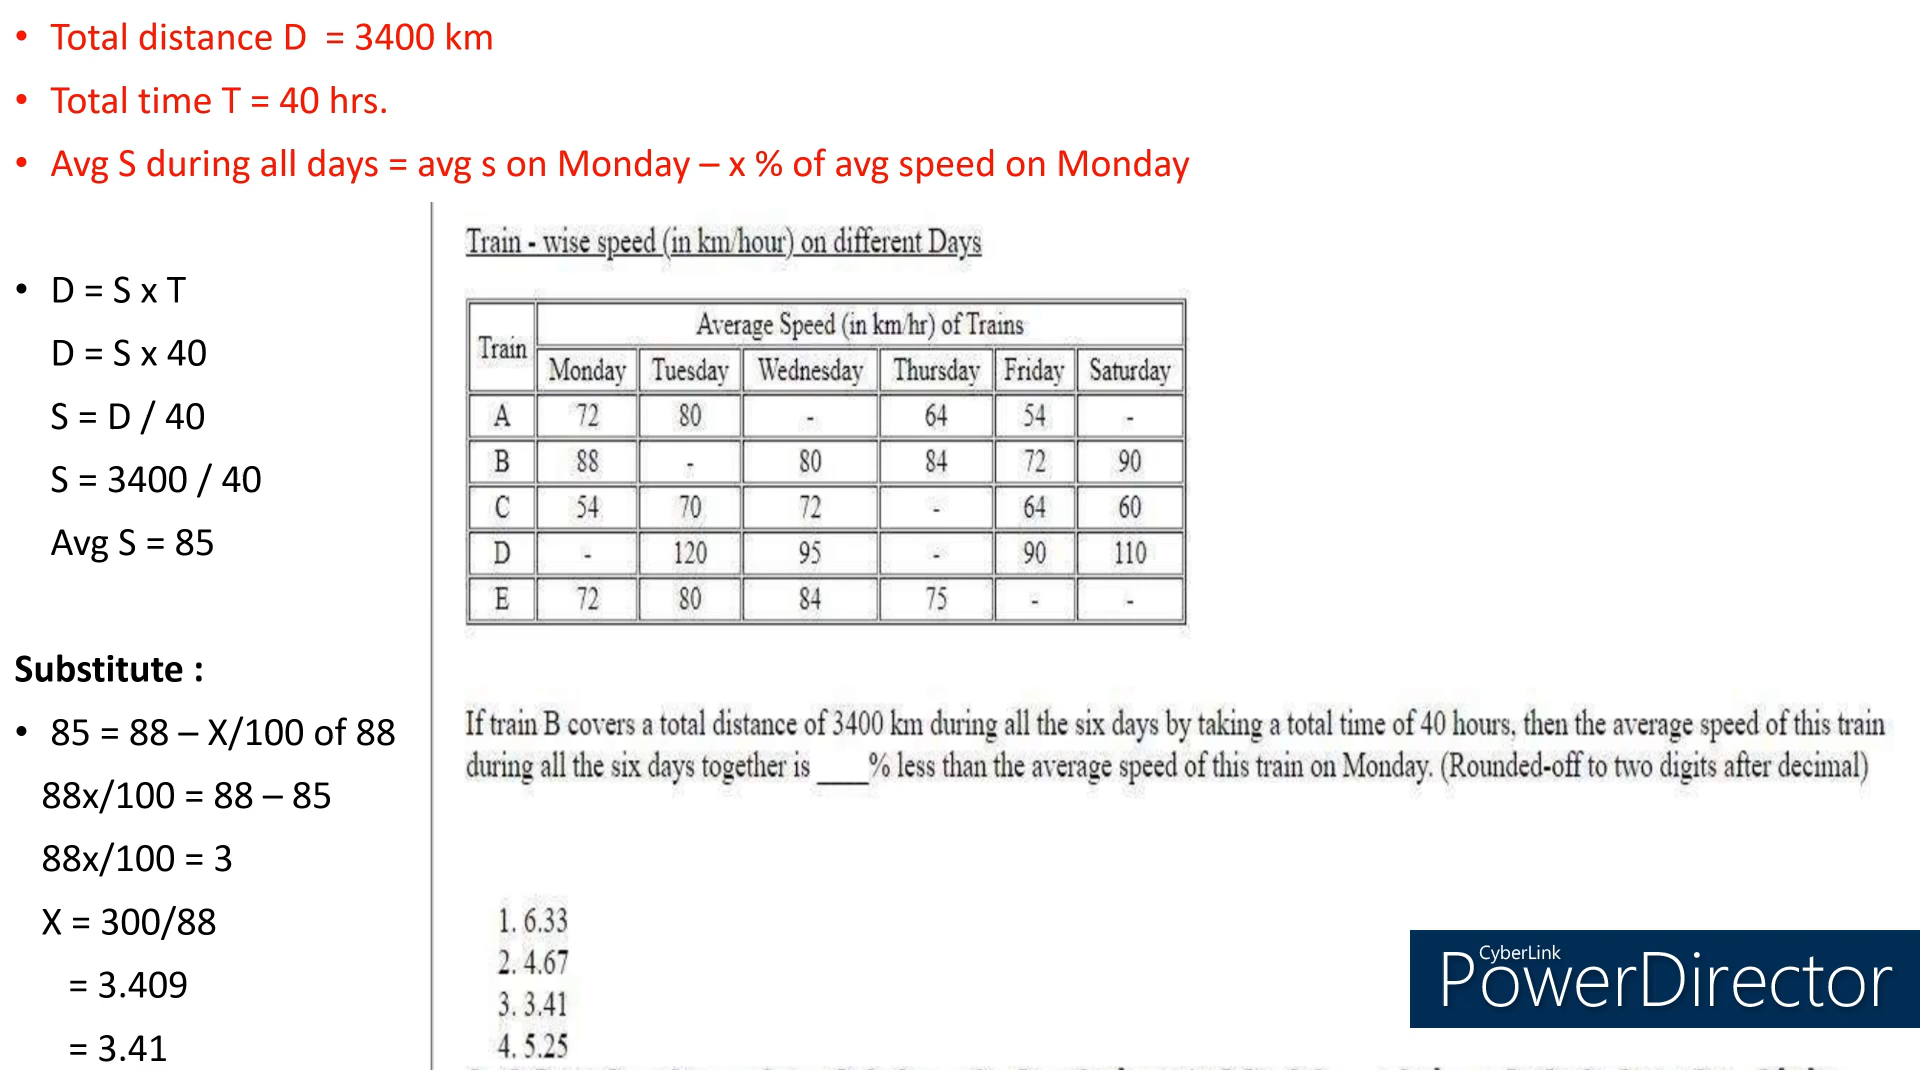 • Total distance D  = 3400 km
• Total time T = 40 hrs.
• Avg S during all days = avg s on Monday – x % of avg speed on Monday
• D = S x T
D = S x 40
S = D / 40
S = 3400 / 40
Avg S = 85
Substitute :
• 85 = 88 – X/100 of 88
88x/100 = 88 – 85
88x/100 = 3
X = 300/88
= 3.409
= 3.41
Train - wise speed (in km/hour) on different Days
Train
Average Speed (in km/hr) of Trains
Monday Tuesday Wednesday Thursday Friday Saturday
A 72 80 - 64 54 -
B 88 - 80 84 72 90
C 54 70 72 - 64 60
D - 120 95 - 90 110
E 72 80 84 75 - -
If train B covers a total distance of 3400 km during all the six days by taking a total time of 40 hours, then the average speed of this train
during all the six days together is ____% less than the average speed of this train on Monday. (Rounded-off to two digits after decimal)
1. 6.33
2. 4.67
3. 3.41
4. 5.25
CyberLink
PowerDirector